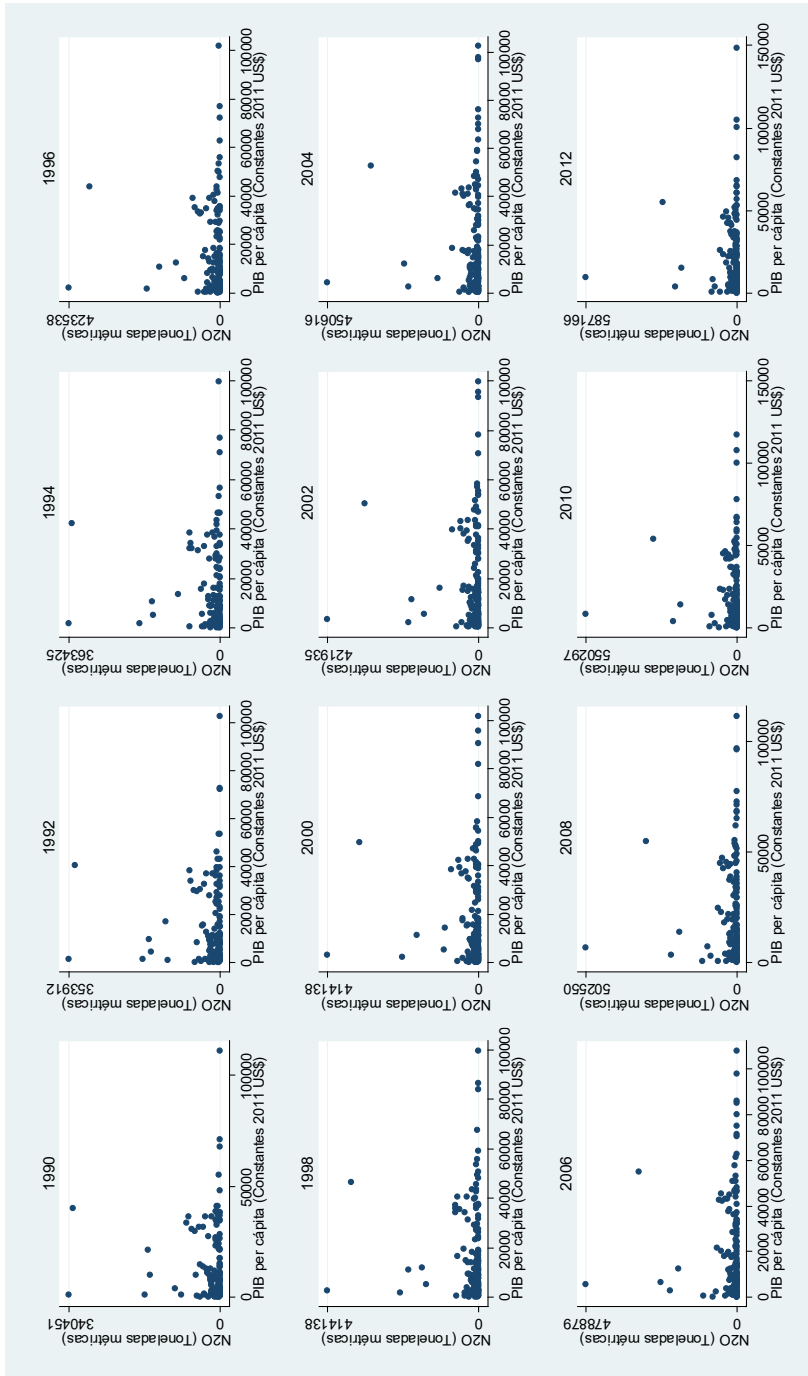 1990
N2O (Toneladas métricas)
340451
0
0 50000 100000
PIB per cápita (Constantes 2011 US$)
1992
N2O (Toneladas métricas)
353912
0
0 20000 40000 60000 80000 100000
PIB per cápita (Constantes 2011 US$)
1994
N2O (Toneladas métricas)
363425
0
0 20000 40000 60000 80000 100000
PIB per cápita (Constantes 2011 US$)
1996
N2O (Toneladas métricas)
423538
0
0 20000 40000 60000 80000 100000
PIB per cápita (Constantes 2011 US$)
1998
N2O (Toneladas métricas)
414138
0
0 20000 40000 60000 80000 100000
PIB per cápita (Constantes 2011 US$)
2000
N2O (Toneladas métricas)
414138
0
0 20000 40000 60000 80000 100000
PIB per cápita (Constantes 2011 US$)
2002
N2O (Toneladas métricas)
421935
0
0 20000 40000 60000 80000 100000
PIB per cápita (Constantes 2011 US$)
2004
N2O (Toneladas métricas)
450616
0
0 20000 40000 60000 80000 100000
PIB per cápita (Constantes 2011 US$)
2006
N2O (Toneladas métricas)
478879
0
0 20000 40000 60000 80000 100000
PIB per cápita (Constantes 2011 US$)
2008
N2O (Toneladas métricas)
502550
0
0 50000 100000
PIB per cápita (Constantes 2011 US$)
2010
N2O (Toneladas métricas)
550297
0
0 50000 100000 150000
PIB per cápita (Constantes 2011 US$)
2012
N2O (Toneladas métricas)
587166
0
0 50000 100000 150000
PIB per cápita (Constantes 2011 US$)